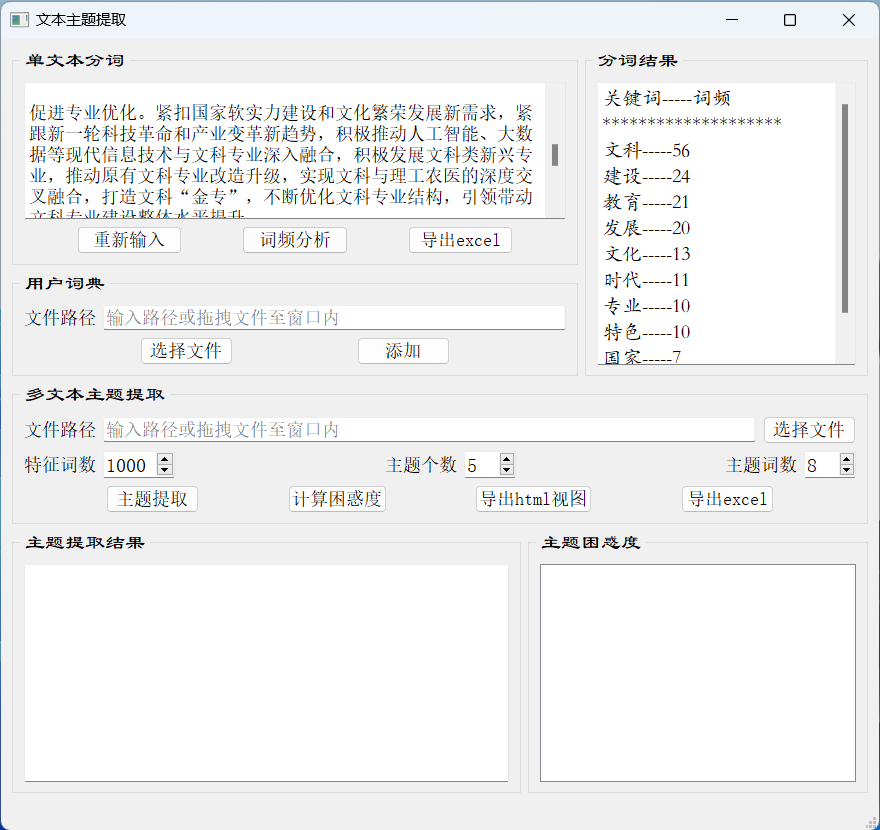 文本主题提取
单文本分词
促进专业优化。紧扣国家软实力建设和文化繁荣发展新需求，紧
跟新一轮科技革命和产业变革新趋势，积极推动人工智能、大数
据等现代信息技术与文科专业深入融合，积极发展文科类新兴专
业，推动原有文科专业改造升级，实现文科与理工农医的深度交
叉融合，打造文科“金专”，不断优化文科专业结构，引领带动
文科专业建设整体水平提升
重新输入 词频分析 导出excel
分词结果
关键词-----词频
********************
文科-----56
建设-----24
教育-----21
发展-----20
文化-----13
时代-----11
专业-----10
特色-----10
国家-----7
用户词典
文件路径 输入路径或拖拽文件至窗口内
选择文件 添加
多文本主题提取
文件路径 输入路径或拖拽文件至窗口内 选择文件
特征词数 1000 主题个数 5 主题词数 8
主题提取 计算困惑度 导出html视图 导出excel
主题提取结果
主题困惑度